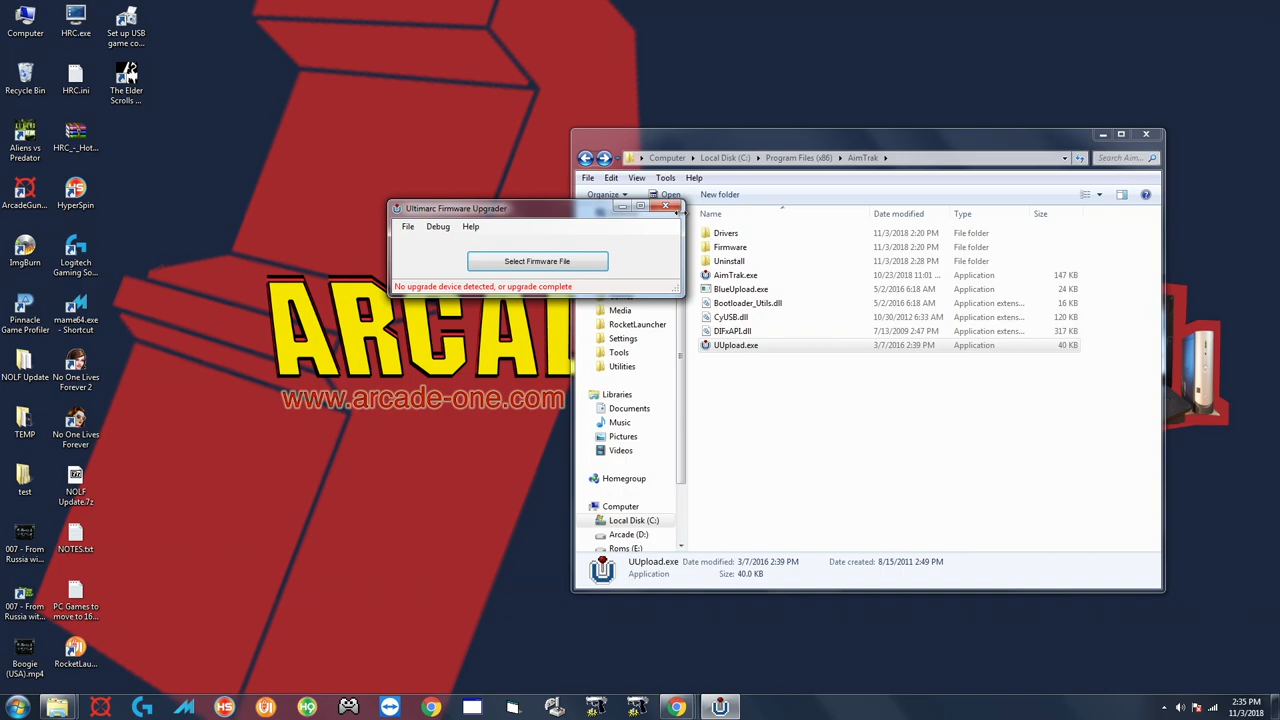 Computer
HRC.exe
Set up USB
game co...
Recycle Bin
HRC.ini
The Elder
Scrolls ...
Aliens vs
Predator
HRC_-_Hot...
ArcadeGun...
HyperSpin
ImgBurn
Logitech
Gaming So...
Pinnacle
Game Profiler
mame64.exe
- Shortcut
NOLF Update
No One Lives
Forever 2
TEMP
No One Lives
Forever
test
NOLF
Update.7z
007 - From
Russia wit...
NOTES.txt
007 - From
Russia wit...
PC Games to
move to 16...
Boogie
(USA).mp4
RocketLau...
ARCAD
www.arcade-one.com
Ultimarc Firmware Upgrader
File Debug Help
Select Firmware File
No upgrade device detected, or upgrade complete
Computer Local Disk (C:) Program Files (x86) AimTrak Search Aim...
File Edit View Tools Help
Organize Open New folder
Name Date modified Type Size
Drivers 11/3/2018 2:20 PM File folder
Firmware 11/3/2018 2:20 PM File folder
Uninstall 11/3/2018 2:28 PM File folder
AimTrak.exe 10/23/2018 11:01 ... Application 147 KB
BlueUpload.exe 5/2/2016 6:18 AM Application 24 KB
Bootloader_Utils.dll 5/2/2016 6:18 AM Application extens... 16 KB
CyUSB.dll 10/30/2012 6:33 AM Application extens... 120 KB
DIFxAPI.dll 7/13/2009 2:47 PM Application extens... 317 KB
UUpload.exe 3/7/2016 2:39 PM Application 40 KB
Media
RocketLauncher
Settings
Tools
Utilities
Libraries
Documents
Music
Pictures
Videos
Homegroup
Computer
Local Disk (C:)
Arcade (D:)
Roms (E:)
UUpload.exe Date modified: 3/7/2016 2:39 PM Date created: 8/15/2011 2:49 PM
Application Size: 40.0 KB
HS
HQ
2:35 PM
11/3/2018